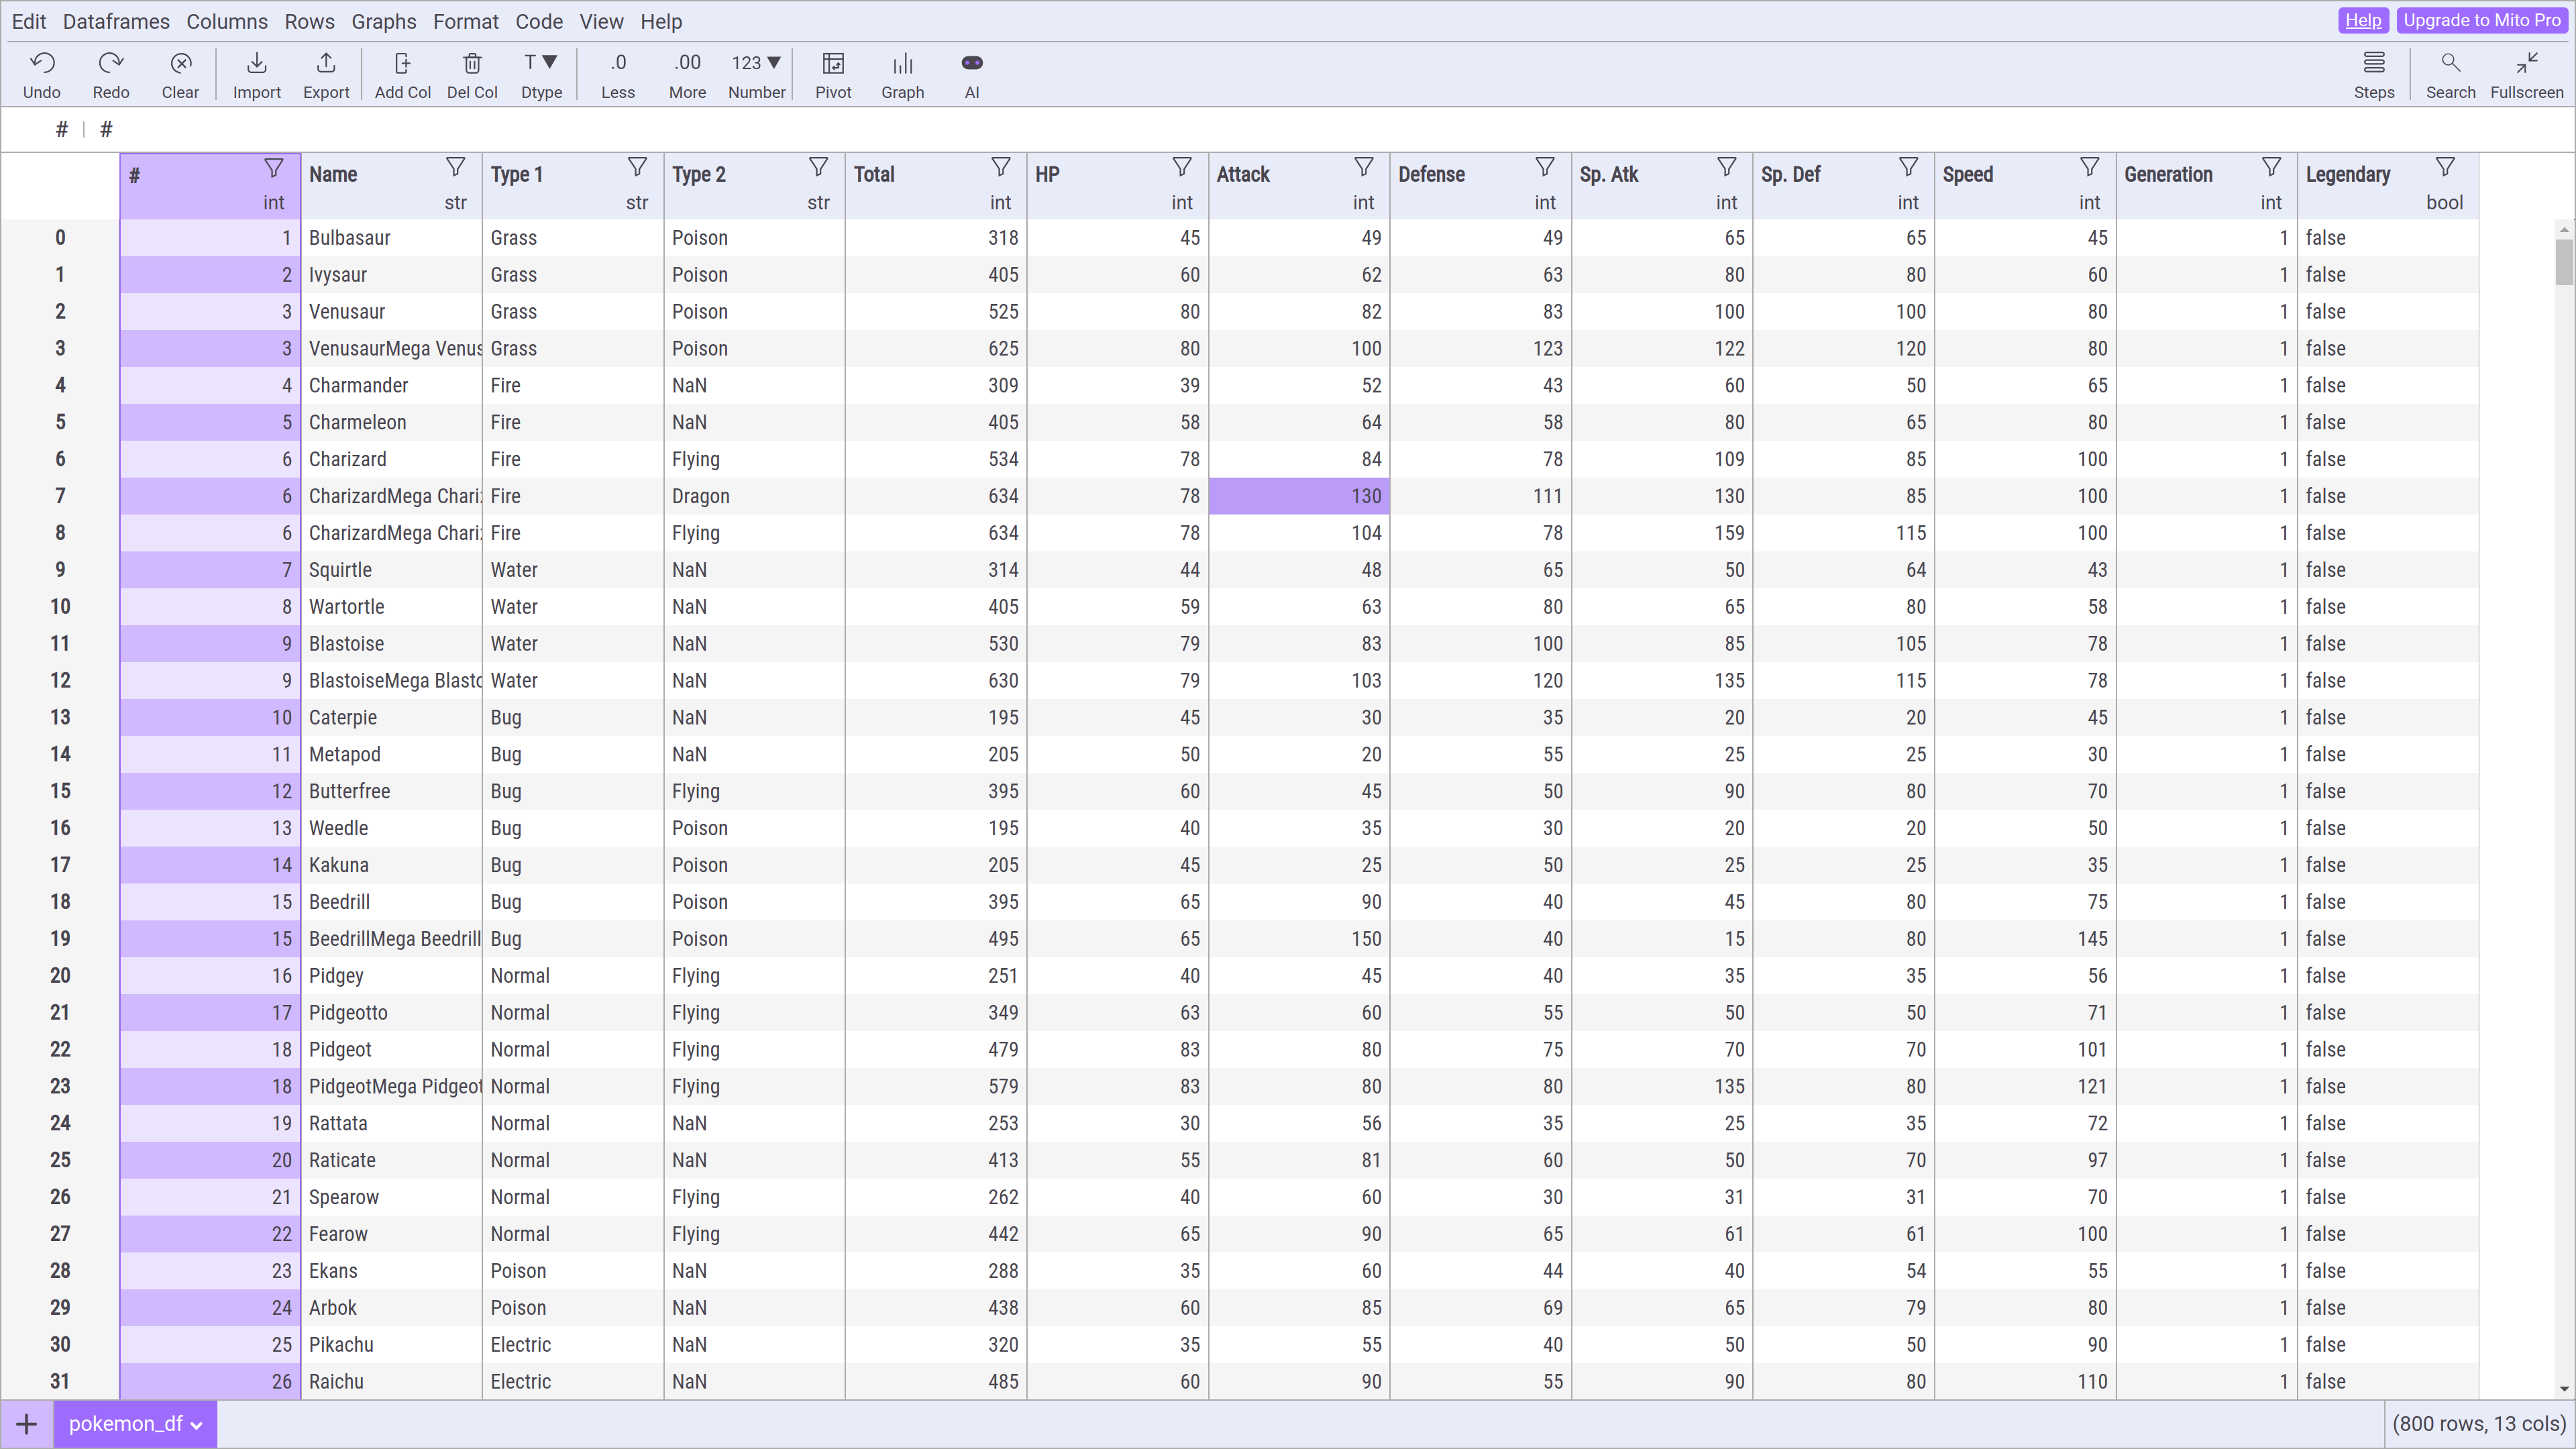 Edit Dataframes Columns Rows Graphs Format Code View Help Help Upgrade to Mito Pro
T .0 .00 123
Undo Redo Clear Import Export Add Col Del Col Dtype Less More Number Pivot Graph AI Steps Search Fullscreen
# #
# Name Type 1 Type 2 Total HP Attack Defense Sp. Atk Sp. Def Speed Generation Legendary
int str str str int int int int int int int int bool
0 1 Bulbasaur Grass Poison 318 45 49 49 65 65 45 1 false
1 2 Ivysaur Grass Poison 405 60 62 63 80 80 60 1 false
2 3 Venusaur Grass Poison 525 80 82 83 100 100 80 1 false
3 3 VenusaurMega Venus Grass Poison 625 80 100 123 122 120 80 1 false
4 4 Charmander Fire NaN 309 39 52 43 60 50 65 1 false
5 5 Charmeleon Fire NaN 405 58 64 58 80 65 80 1 false
6 6 Charizard Fire Flying 534 78 84 78 109 85 100 1 false
7 6 CharizardMega Chari Fire Dragon 634 78 130 111 130 85 100 1 false
8 6 CharizardMega Chari Fire Flying 634 78 104 78 159 115 100 1 false
9 7 Squirtle Water NaN 314 44 48 65 50 64 43 1 false
10 8 Wartortle Water NaN 405 59 63 80 65 80 58 1 false
11 9 Blastoise Water NaN 530 79 83 100 85 105 78 1 false
12 9 BlastoiseMega Blasto Water NaN 630 79 103 120 135 115 78 1 false
13 10 Caterpie Bug NaN 195 45 30 35 20 20 45 1 false
14 11 Metapod Bug NaN 205 50 20 55 25 25 30 1 false
15 12 Butterfree Bug Flying 395 60 45 50 90 80 70 1 false
16 13 Weedle Bug Poison 195 40 35 30 20 20 50 1 false
17 14 Kakuna Bug Poison 205 45 25 50 25 25 35 1 false
18 15 Beedrill Bug Poison 395 65 90 40 45 80 75 1 false
19 15 BeedrillMega Beedrill Bug Poison 495 65 150 40 15 80 145 1 false
20 16 Pidgey Normal Flying 251 40 45 40 35 35 56 1 false
21 17 Pidgeotto Normal Flying 349 63 60 55 50 50 71 1 false
22 18 Pidgeot Normal Flying 479 83 80 75 70 70 101 1 false
23 18 PidgeotMega Pidgeot Normal Flying 579 83 80 80 135 80 121 1 false
24 19 Rattata Normal NaN 253 30 56 35 25 35 72 1 false
25 20 Raticate Normal NaN 413 55 81 60 50 70 97 1 false
26 21 Spearow Normal Flying 262 40 60 30 31 31 70 1 false
27 22 Fearow Normal Flying 442 65 90 65 61 61 100 1 false
28 23 Ekans Poison NaN 288 35 60 44 40 54 55 1 false
29 24 Arbok Poison NaN 438 60 85 69 65 79 80 1 false
30 25 Pikachu Electric NaN 320 35 55 40 50 50 90 1 false
31 26 Raichu Electric NaN 485 60 90 55 90 80 110 1 false
+ pokemon_df (800 rows, 13 cols)